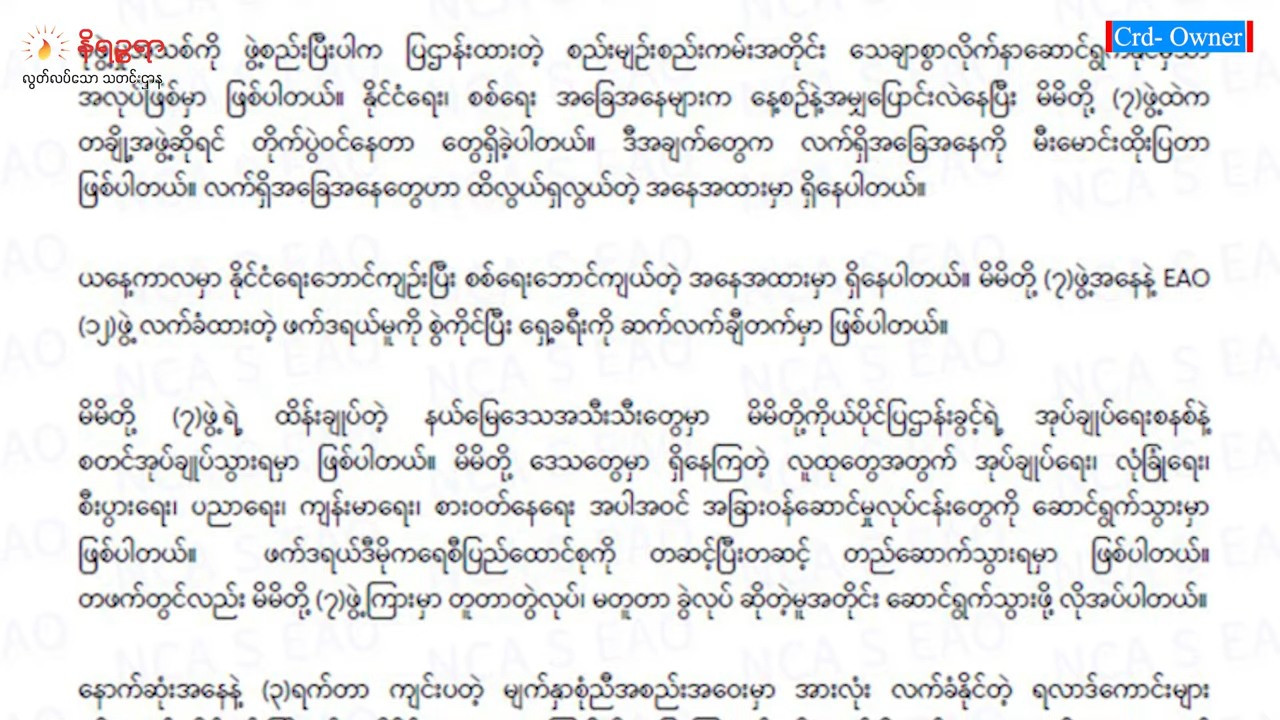 နိရဉ္စရာ
လွတ်လပ်သော သတင်းဌာန
Crd- Owner
ဖွဲ့စည်းပြီးပါက ပြဋ္ဌာန်းထားတဲ့ စည်းမျဉ်းစည်းကမ်းအတိုင်း သေချာစွာလိုက်နာဆောင်ရွက်
အလုပ်ဖြစ်မှာ ဖြစ်ပါတယ်။ နိုင်ငံရေး၊ စစ်ရေး အခြေအနေများက နေ့စဉ်နဲ့အမျှပြောင်းလဲနေပြီး မိမိတို့ (၇)ဖွဲ့ထဲက
တချို့အဖွဲ့ဆိုရင် တိုက်ပွဲဝင်နေတာ တွေ့ရှိခဲ့ပါတယ်။ ဒီအချက်တွေက လက်ရှိအခြေအနေကို မီးမောင်းထိုးပြတာ
ဖြစ်ပါတယ်။ လက်ရှိအခြေအနေတွေဟာ ထိလွယ်ရှလွယ်တဲ့ အနေအထားမှာ ရှိနေပါတယ်။
ယနေ့ကာလမှာ နိုင်ငံရေးဘောင်ကျဉ်းပြီး စစ်ရေးဘောင်ကျယ်တဲ့ အနေအထားမှာ ရှိနေပါတယ်။ မိမိတို့ (၇)ဖွဲ့အနေနဲ့ EAO
(၁၂)ဖွဲ့ လက်ခံထားတဲ့ ဖက်ဒရယ်မူကို စွဲကိုင်ပြီး ရှေ့ခရီးကို ဆက်လက်ချီတက်မှာ ဖြစ်ပါတယ်။
မိမိတို့ (၇)ဖွဲ့ရဲ့ ထိန်းချုပ်တဲ့ နယ်မြေဒေသအသီးသီးတွေမှာ မိမိတို့ကိုယ်ပိုင်ပြဋ္ဌာန်းခွင့်ရဲ့ အုပ်ချုပ်ရေးစနစ်နဲ့
စတင်အုပ်ချုပ်သွားရမှာ ဖြစ်ပါတယ်။ မိမိတို့ ဒေသတွေမှာ ရှိနေကြတဲ့ လူထုတွေအတွက် အုပ်ချုပ်ရေး၊ လုံခြုံရေး၊
စီးပွားရေး၊ ပညာရေး၊ ကျန်းမာရေး၊ စားဝတ်နေရေး အပါအဝင် အခြားဝန်ဆောင်မှုလုပ်ငန်းတွေကို ဆောင်ရွက်သွားမှာ
ဖြစ်ပါတယ်။ ဖက်ဒရယ်ဒီမိုကရေစီပြည်ထောင်စုကို တဆင့်ပြီးတဆင့် တည်ဆောက်သွားရမှာ ဖြစ်ပါတယ်။
တဖက်တွင်လည်း မိမိတို့ (၇)ဖွဲ့ကြားမှာ တူတာတွဲလုပ်၊ မတူတာ ခွဲလုပ် ဆိုတဲ့မူအတိုင်း ဆောင်ရွက်သွားဖို့ လိုအပ်ပါတယ်။
နောက်ဆုံးအနေနဲ့ (၃)ရက်တာ ကျင်းပတဲ့ မျက်နှာစုံညီအစည်းအဝေးမှာ အားလုံး လက်ခံနိုင်တဲ့ ရလာဒ်ကောင်းများ